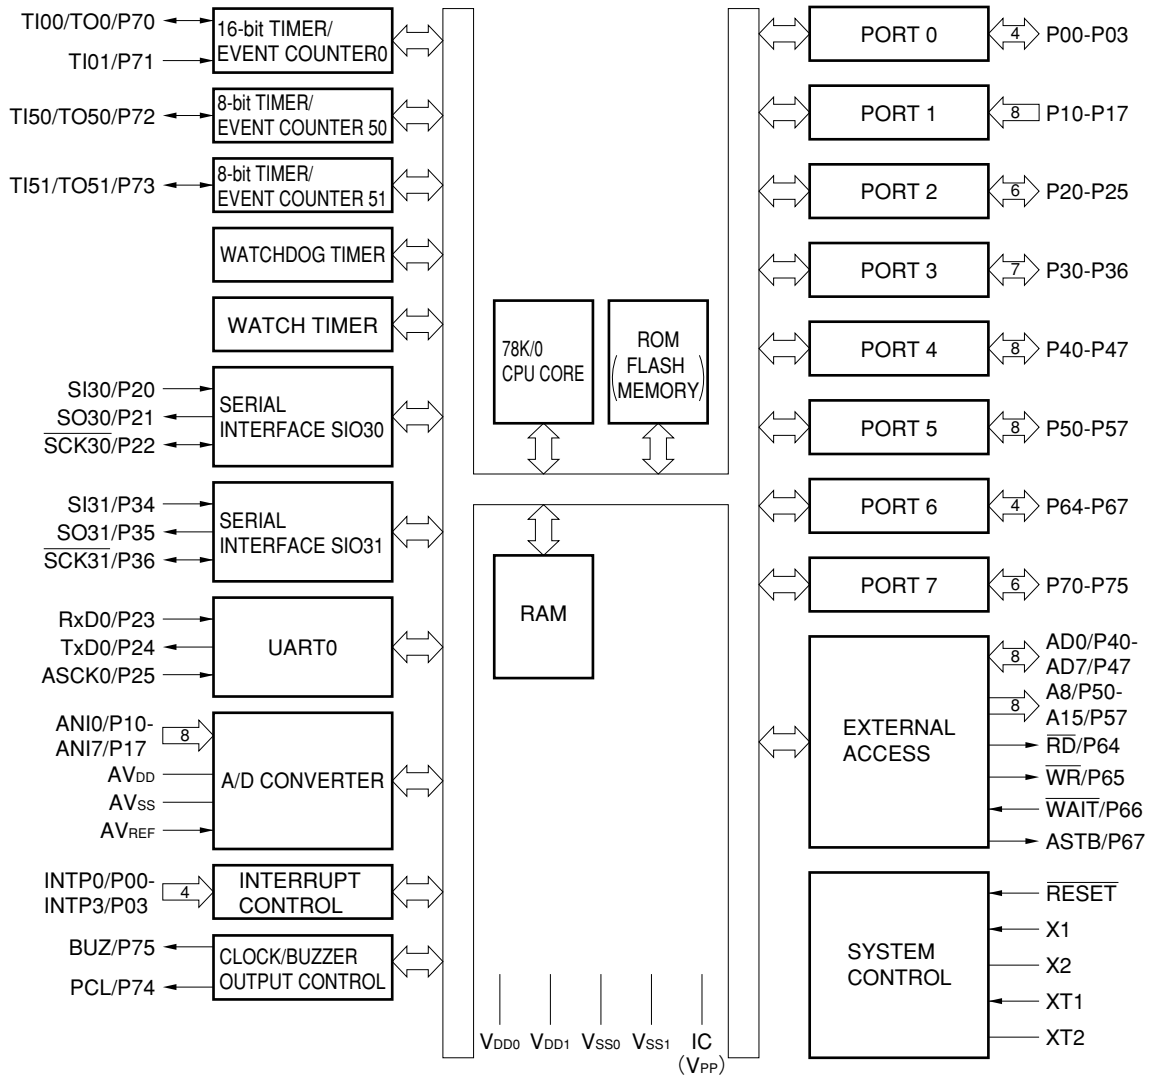 TI00/TO0/P70
TI01/P71
16-bit TIMER/
EVENT COUNTER0
TI50/TO50/P72
8-bit TIMER/
EVENT COUNTER 50
TI51/TO51/P73
8-bit TIMER/
EVENT COUNTER 51
WATCHDOG TIMER
WATCH TIMER
SI30/P20
SO30/P21
SCK30/P22
SERIAL
INTERFACE SIO30
SI31/P34
SO31/P35
SCK31/P36
SERIAL
INTERFACE SIO31
RxD0/P23
TxD0/P24
ASCK0/P25
UART0
ANI0/P10-
ANI7/P17
8
AVDD
AVSS
AVREF
A/D CONVERTER
INTP0/P00-
INTP3/P03
4
INTERRUPT
CONTROL
BUZ/P75
PCL/P74
CLOCK/BUZZER
OUTPUT CONTROL
78K/0
CPU CORE
ROM
(FLASH
MEMORY)
RAM
VDD0 VDD1 VSS0 VSS1 IC
(VPP)
PORT 0 4 P00-P03
PORT 1 8 P10-P17
PORT 2 6 P20-P25
PORT 3 7 P30-P36
PORT 4 8 P40-P47
PORT 5 8 P50-P57
PORT 6 4 P64-P67
PORT 7 6 P70-P75
EXTERNAL
ACCESS
8
AD0/P40-
AD7/P47
8
A8/P50-
A15/P57
RD/P64
WR/P65
WAIT/P66
ASTB/P67
SYSTEM
CONTROL
RESET
X1
X2
XT1
XT2